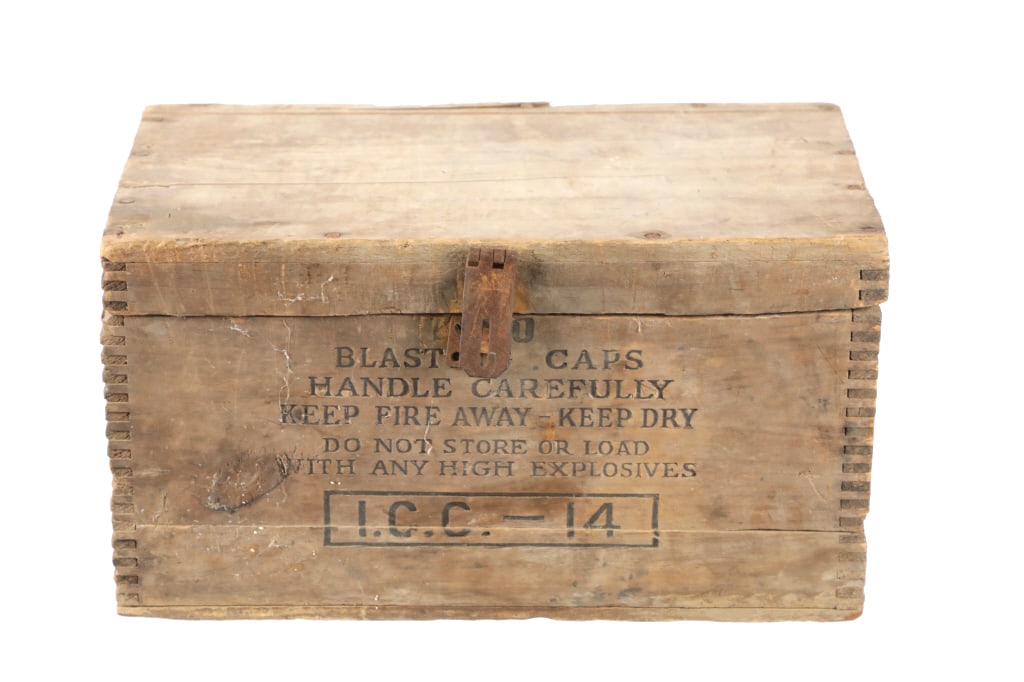 BLAST CAPS
HANDLE CAREFULLY
KEEP FIRE AWAY – KEEP DRY
DO NOT STORE OR LOAD
WITH ANY HIGH EXPLOSIVES
I.C.C. – 14